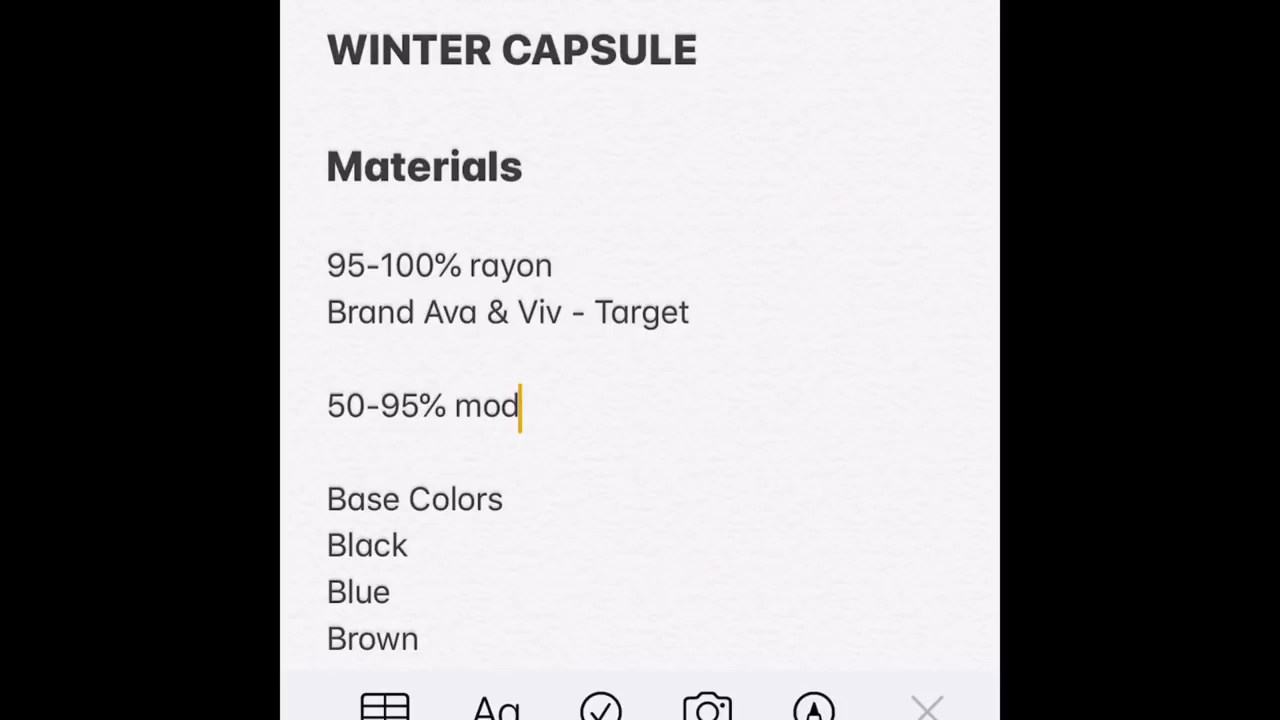 WINTER CAPSULE
Materials
95-100% rayon
Brand Ava & Viv - Target
50-95% mod
Base Colors
Black
Blue
Brown
Aa